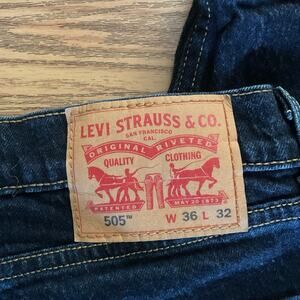 LEVI STRAUSS & CO.
SAN FRANCISCO
CAL.
ORIGINAL RIVETED
QUALITY CLOTHING
PATENTED MAY 20 1873
505™ W 36 L 32